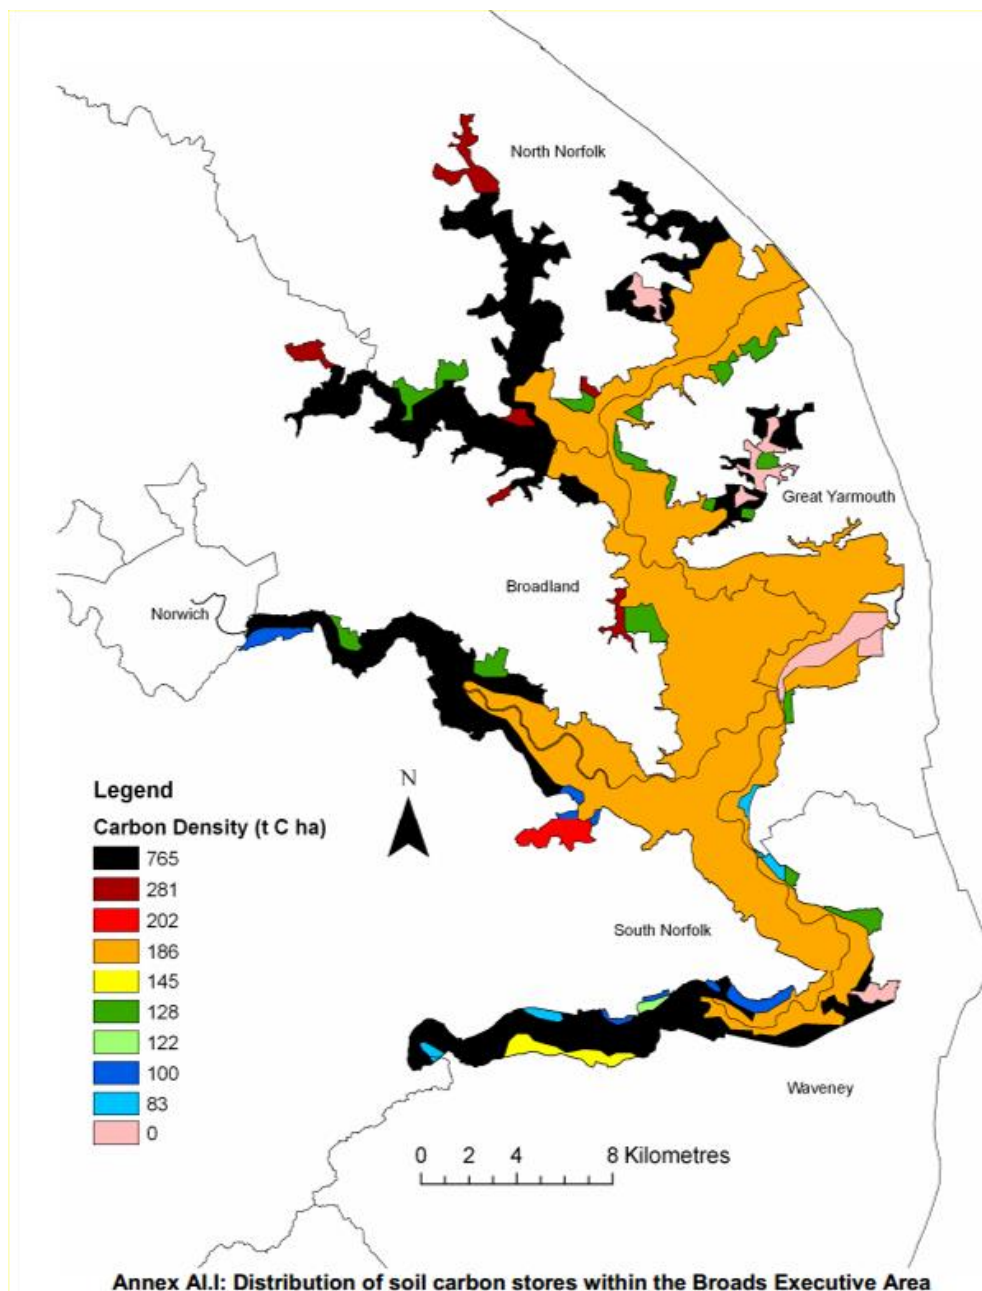 North Norfolk
Great Yarmouth
Broadland
Norwich
N
Legend
Carbon Density (t C ha)
765
281
202
186
145
128
122
100
83
0
South Norfolk
Waveney
0 2 4 8 Kilometres
Annex AI.I: Distribution of soil carbon stores within the Broads Executive Area